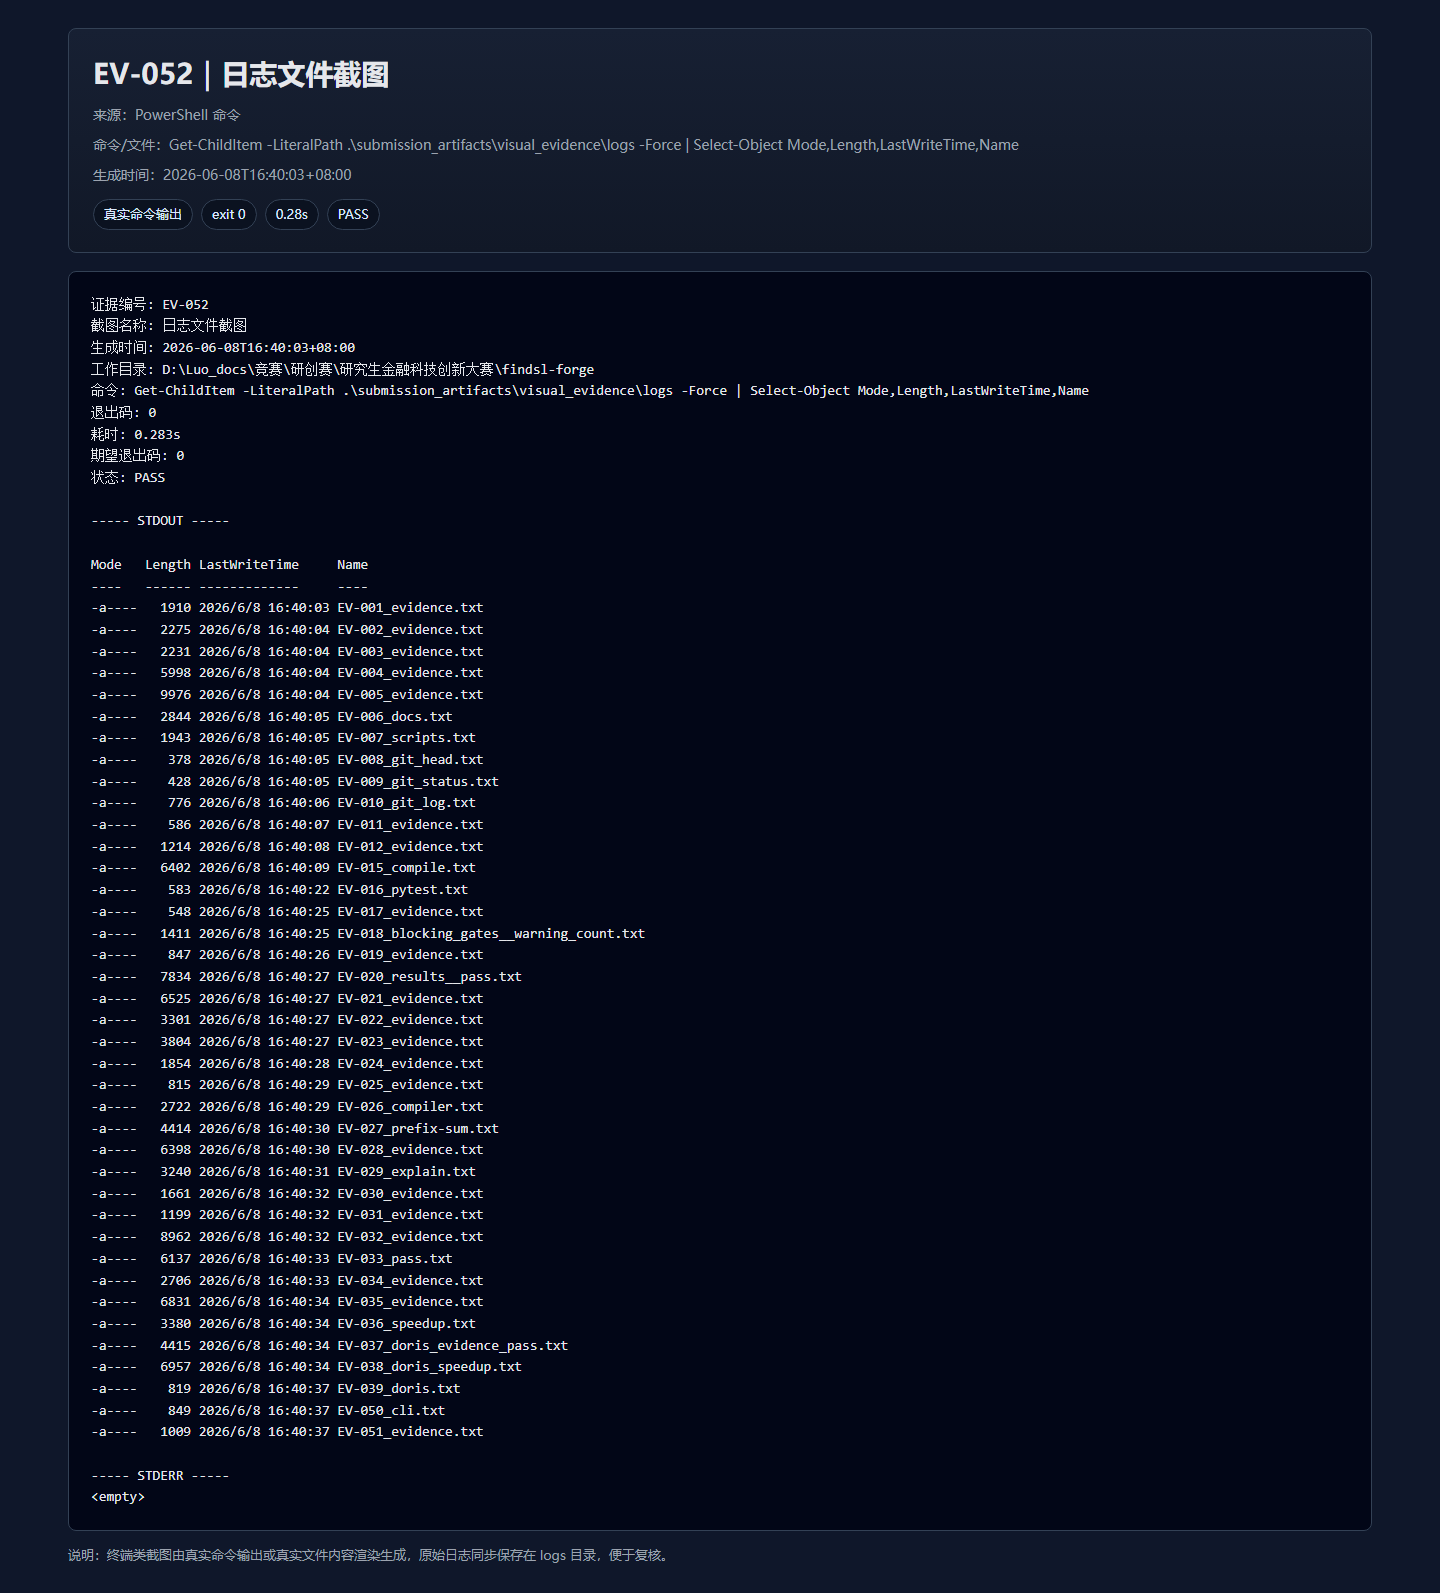 EV-052｜日志文件截图
来源：PowerShell 命令
命令/文件：Get-ChildItem -LiteralPath .\submission_artifacts\visual_evidence\logs -Force | Select-Object Mode,Length,LastWriteTime,Name
生成时间：2026-06-08T16:40:03+08:00
真实命令输出 exit 0 0.28s PASS
证据编号: EV-052
截图名称: 日志文件截图
生成时间: 2026-06-08T16:40:03+08:00
工作目录: D:\Luo_docs\竞赛\研创赛\研究生金融科技创新大赛\findsl-forge
命令: Get-ChildItem -LiteralPath .\submission_artifacts\visual_evidence\logs -Force | Select-Object Mode,Length,LastWriteTime,Name
退出码: 0
耗时: 0.283s
期望退出码: 0
状态: PASS
----- STDOUT -----
Mode   Length LastWriteTime     Name
----   ------ -------------     ----
-a----   1910 2026/6/8 16:40:03 EV-001_evidence.txt
-a----   2275 2026/6/8 16:40:04 EV-002_evidence.txt
-a----   2231 2026/6/8 16:40:04 EV-003_evidence.txt
-a----   5998 2026/6/8 16:40:04 EV-004_evidence.txt
-a----   9976 2026/6/8 16:40:04 EV-005_evidence.txt
-a----   2844 2026/6/8 16:40:05 EV-006_docs.txt
-a----   1943 2026/6/8 16:40:05 EV-007_scripts.txt
-a----    378 2026/6/8 16:40:05 EV-008_git_head.txt
-a----    428 2026/6/8 16:40:05 EV-009_git_status.txt
-a----    776 2026/6/8 16:40:06 EV-010_git_log.txt
-a----    586 2026/6/8 16:40:07 EV-011_evidence.txt
-a----   1214 2026/6/8 16:40:08 EV-012_evidence.txt
-a----   6402 2026/6/8 16:40:09 EV-015_compile.txt
-a----    583 2026/6/8 16:40:22 EV-016_pytest.txt
-a----    548 2026/6/8 16:40:25 EV-017_evidence.txt
-a----   1411 2026/6/8 16:40:25 EV-018_blocking_gates__warning_count.txt
-a----    847 2026/6/8 16:40:26 EV-019_evidence.txt
-a----   7834 2026/6/8 16:40:27 EV-020_results__pass.txt
-a----   6525 2026/6/8 16:40:27 EV-021_evidence.txt
-a----   3301 2026/6/8 16:40:27 EV-022_evidence.txt
-a----   3804 2026/6/8 16:40:27 EV-023_evidence.txt
-a----   1854 2026/6/8 16:40:28 EV-024_evidence.txt
-a----    815 2026/6/8 16:40:29 EV-025_evidence.txt
-a----   2722 2026/6/8 16:40:29 EV-026_compiler.txt
-a----   4414 2026/6/8 16:40:30 EV-027_prefix-sum.txt
-a----   6398 2026/6/8 16:40:30 EV-028_evidence.txt
-a----   3240 2026/6/8 16:40:31 EV-029_explain.txt
-a----   1661 2026/6/8 16:40:32 EV-030_evidence.txt
-a----   1199 2026/6/8 16:40:32 EV-031_evidence.txt
-a----   8962 2026/6/8 16:40:32 EV-032_evidence.txt
-a----   6137 2026/6/8 16:40:33 EV-033_pass.txt
-a----   2706 2026/6/8 16:40:33 EV-034_evidence.txt
-a----   6831 2026/6/8 16:40:34 EV-035_evidence.txt
-a----   3380 2026/6/8 16:40:34 EV-036_speedup.txt
-a----   4415 2026/6/8 16:40:34 EV-037_doris_evidence_pass.txt
-a----   6957 2026/6/8 16:40:34 EV-038_doris_speedup.txt
-a----    819 2026/6/8 16:40:37 EV-039_doris.txt
-a----    849 2026/6/8 16:40:37 EV-050_cli.txt
-a----   1009 2026/6/8 16:40:37 EV-051_evidence.txt
----- STDERR -----
<empty>
说明：终端类截图由真实命令输出或真实文件内容渲染生成，原始日志同步保存在 logs 目录，便于复核。